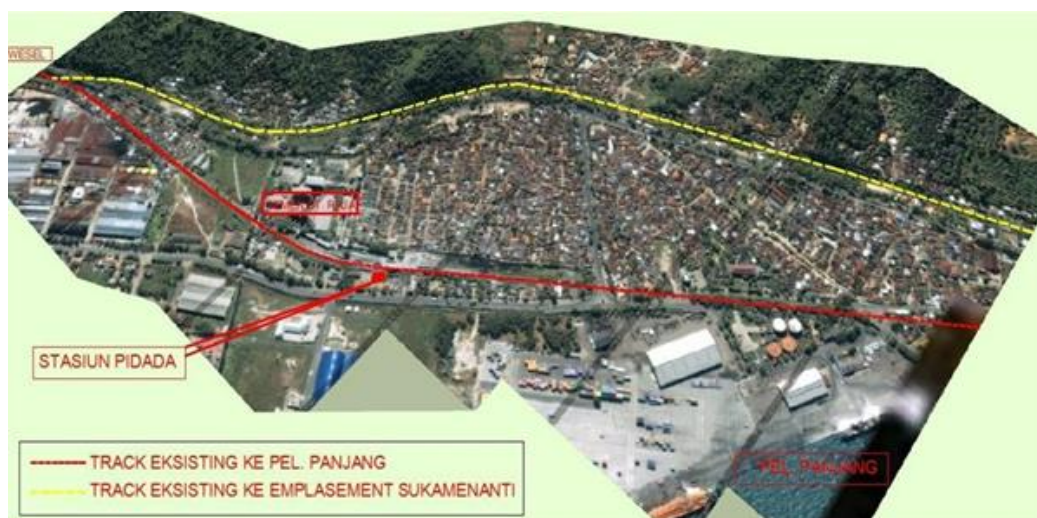 WESEL
STASIUN PIDADA
PEL. PANJANG
TRACK EKSISTING KE PEL. PANJANG
TRACK EKSISTING KE EMPLASEMENT SUKAMENANTI